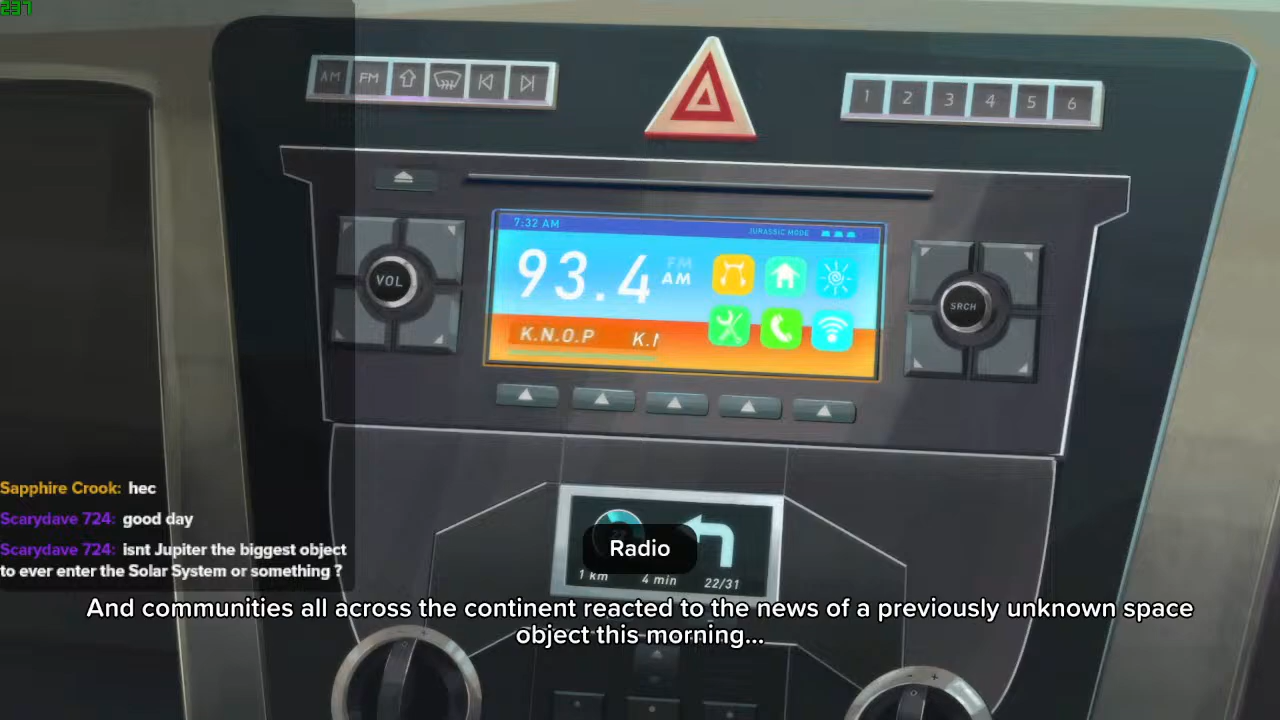 237
AM FM
1 2 3 4 5 6
7:32 AM JURASSIC MODE
93.4 FM AM
VOL
SRCH
K.N.O.P K.
Sapphire Crook: hec
Scarydave 724: good day
Scarydave 724: isnt Jupiter the biggest object
to ever enter the Solar System or something ?
Radio
1 km 4 min 22/31
And communities all across the continent reacted to the news of a previously unknown space
object this morning...